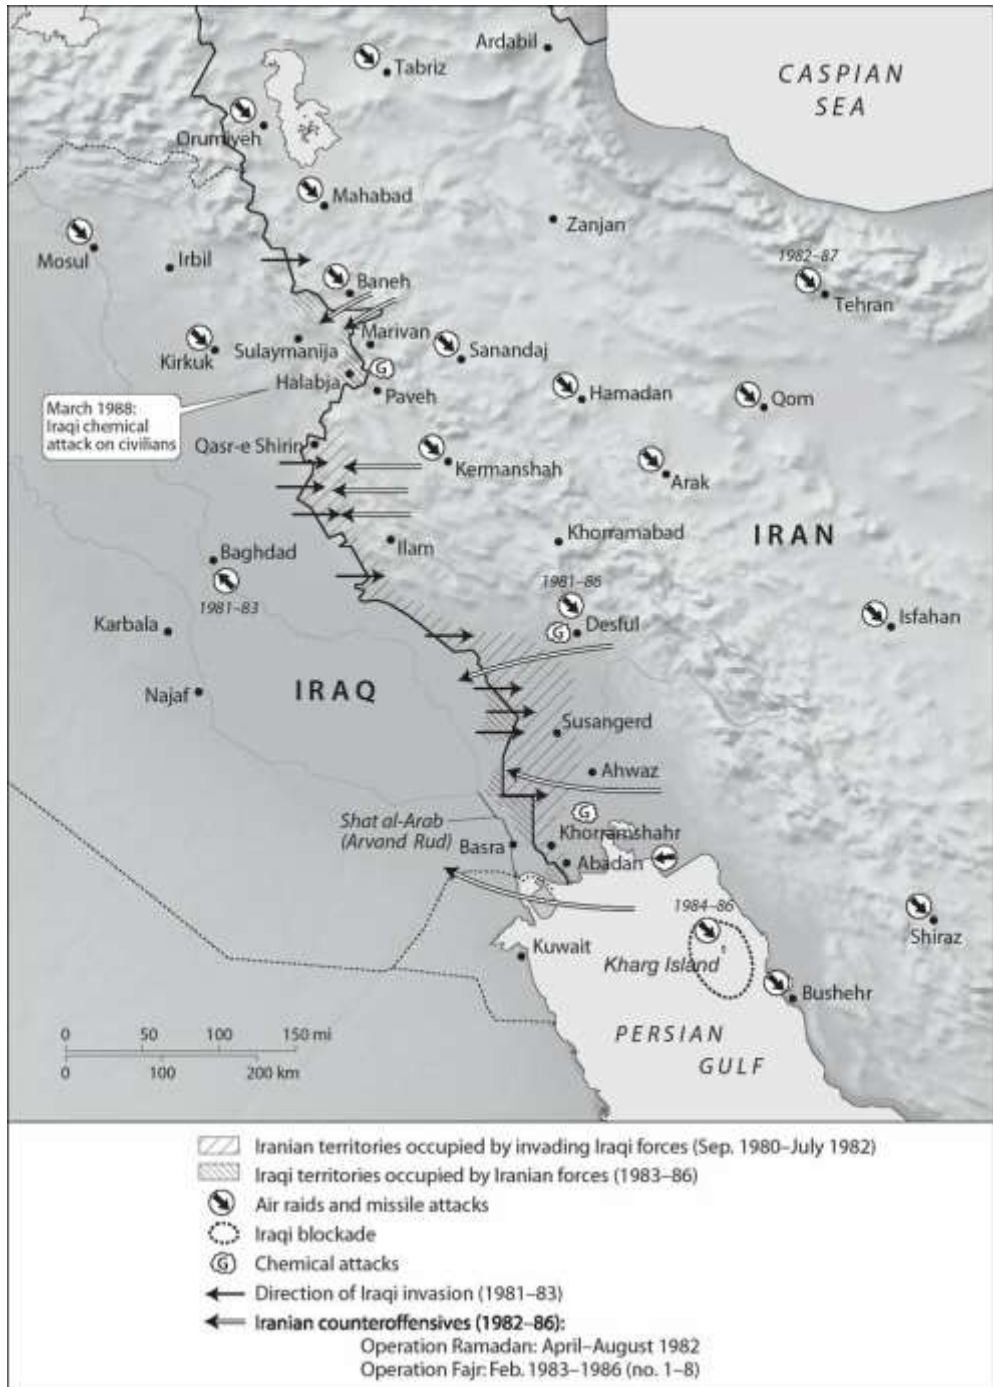 Ardabil
Tabriz
CASPIAN
SEA
Orumiyeh
Mahabad
Zanjan
Mosul
Irbil
1982–87
Baneh
Tehran
Marivan
Kirkuk
Sulaymanija
Sanandaj
Halabja
G
Paveh
Hamadan
Qom
March 1988:
Iraqi chemical
attack on civilians
Qasr-e Shirin
Kermanshah
Arak
Khorramabad
IRAN
Ilam
Baghdad
1981–83
1981–86
Karbala
G
Desful
Isfahan
Najaf
IRAQ
Susangerd
Ahwaz
G
Shat al-Arab
(Arvand Rud)
Khorramshahr
Basra
Abadan
1984–86
Shiraz
Kuwait
Kharg Island
Bushehr
PERSIAN
GULF
0 50 100 150 mi
0 100 200 km
Iranian territories occupied by invading Iraqi forces (Sep. 1980–July 1982)
Iraqi territories occupied by Iranian forces (1983–86)
Air raids and missile attacks
Iraqi blockade
G Chemical attacks
Direction of Iraqi invasion (1981–83)
Iranian counteroffensives (1982–86):
Operation Ramadan: April–August 1982
Operation Fajr: Feb. 1983–1986 (no. 1–8)